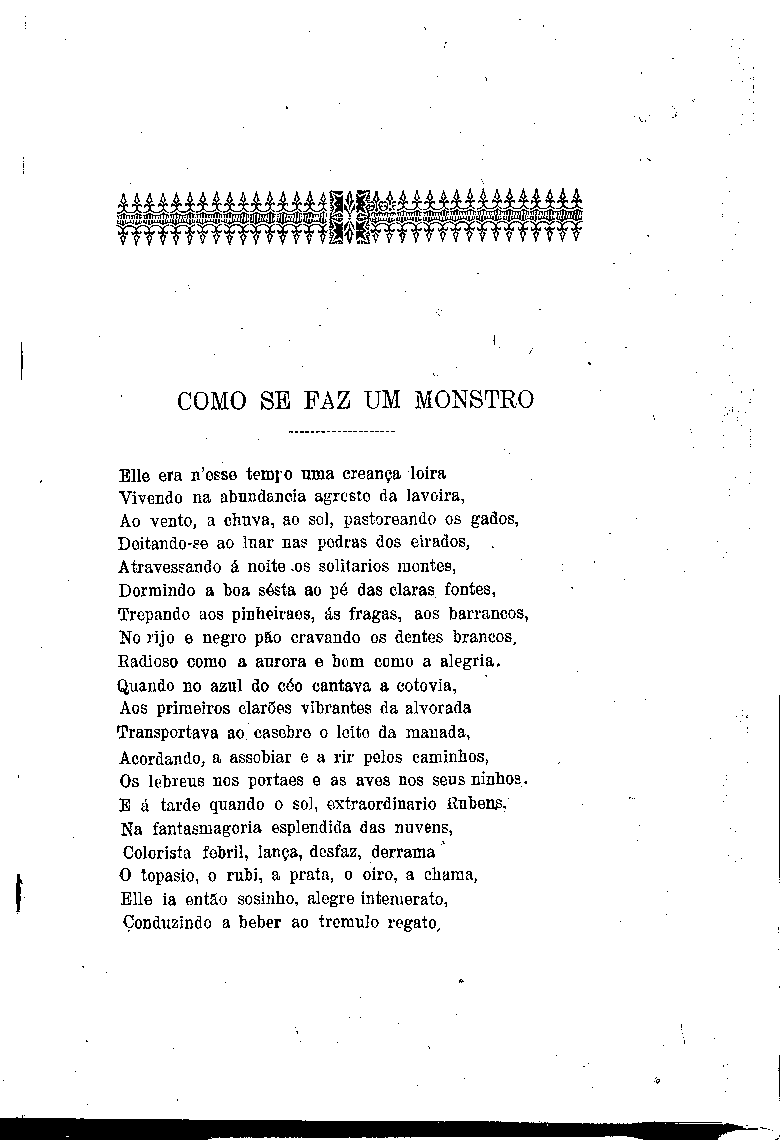 COMO SE FAZ UM MONSTRO
Elle era n'esse tempo uma creança loira
Vivendo na abundancia agreste da lavoira,
Ao vento, a chuva, ao sol, pastoreando os gados,
Deitando-se ao luar nas pedras dos eirados,
Atravessando á noite os solitarios montes,
Dormindo a boa sésta ao pé das claras fontes,
Trepando aos pinheiraes, ás fragas, aos barrancos,
No rijo e negro pão cravando os dentes brancos,
Radioso como a aurora e bom como a alegria.
Quando no azul do céo cantava a cotovia,
Aos primeiros clarões vibrantes da alvorada
Transportava ao casebre o leite da manada,
Acordando, a assobiar e a rir pelos caminhos,
Os lebreus nos portaes e as aves nos seus ninhos.
E á tarde quando o sol, extraordinario Rubens,
Na fantasmagoria esplendida das nuvens,
Colorista febril, lança, desfaz, derrama
O topasio, o rubi, a prata, o oiro, a chama,
Elle ia então sosinho, alegre intemerato,
Conduzindo a beber ao tremulo regato,